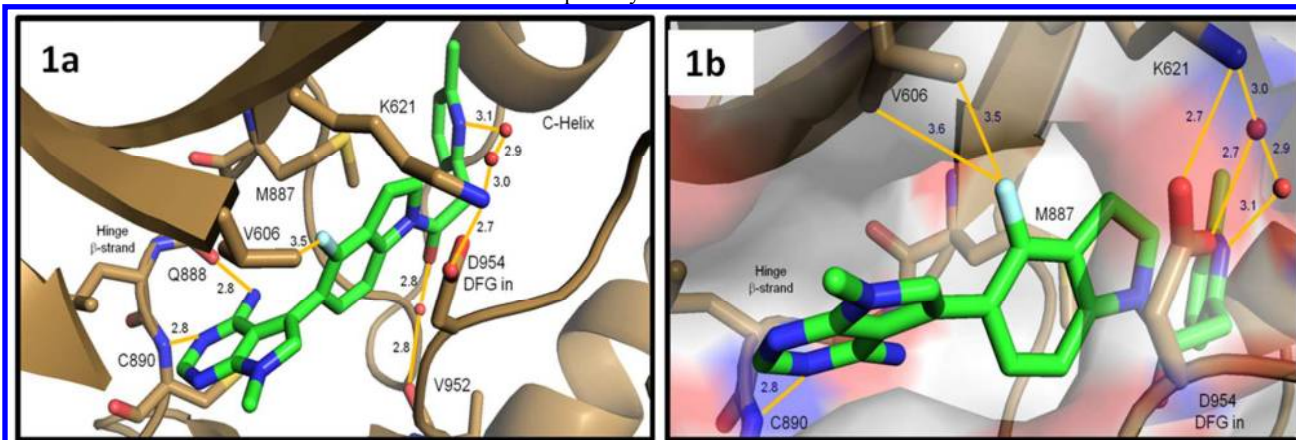 1a
K621
3.1
C-Helix
2.9
3.0
M887
2.7
V606
3.5
Hinge
β-strand
D954
DFG in
Q888
2.8
2.8
2.8
C890
2.8
V952
1b
K621
V606
3.0
3.5
2.7
3.6
2.7
2.9
3.1
M887
Hinge
β-strand
2.8
C890
D954
DFG in